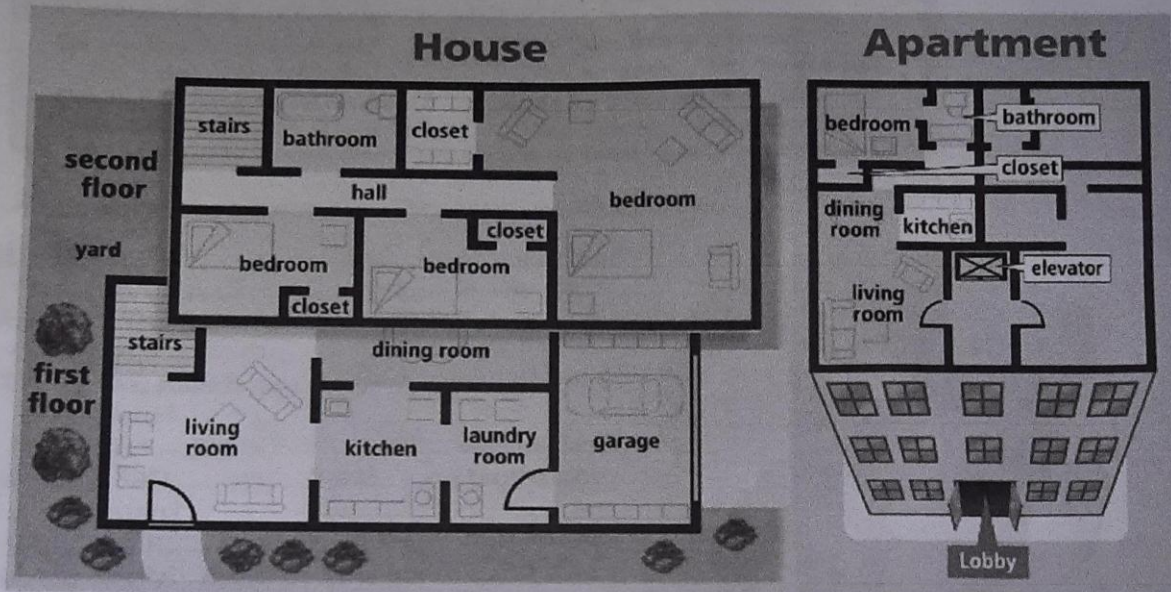 House
stairs
bathroom
closet
second
floor
hall
bedroom
yard
closet
bedroom
bedroom
closet
stairs
dining room
first
floor
living
room
kitchen
laundry
room
garage
Apartment
bedroom
bathroom
closet
dining
room
kitchen
elevator
living
room
Lobby